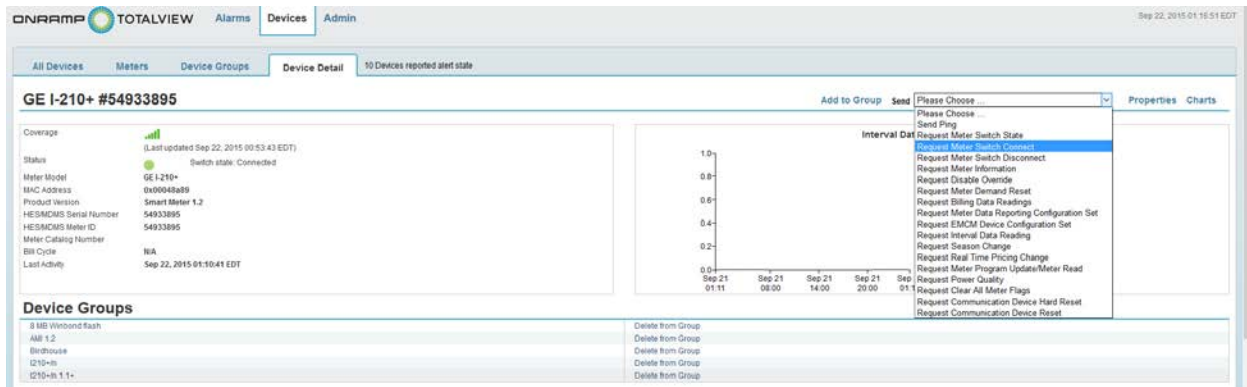 ONRAMP TOTALVIEW Alarms Devices Admin
Sep 22, 2015 01:16:51 EDT
All Devices Meters Device Groups Device Detail 10 Devices reported alert state
GE I-210+ #54933895
Add to Group Send Please Choose ... Properties Charts
Please Choose ...
Send Ping
Request Meter Switch State
Request Meter Switch Connect
Request Meter Switch Disconnect
Request Meter Information
Request Disable Override
Request Meter Demand Reset
Request Billing Data Readings
Request Meter Data Reporting Configuration Set
Request EMCM Device Configuration Set
Request Interval Data Reading
Request Season Change
Request Real Time Pricing Change
Request Meter Program Update/Meter Read
Request Power Quality
Request Clear All Meter Flags
Request Communication Device Hard Reset
Request Communication Device Reset
Coverage
(Last updated Sep 22, 2015 00:53:43 EDT)
Status Switch state: Connected
Meter Model GE I-210+
MAC Address 0x00048a89
Product Version Smart Meter 1.2
HES/MDMS Serial Number 54933895
HES/MDMS Meter ID 54933895
Meter Catalog Number
Bill Cycle N/A
Last Activity Sep 22, 2015 01:10:41 EDT
Interval Dat
1.0
0.8
0.6
0.4
0.2
0.0
Sep 21 Sep 21 Sep 21 Sep 21 Sep
01:11 08:00 14:00 20:00 01:1
Device Groups
8 MB Winbond flash Delete from Group
AMI 1.2 Delete from Group
Birdhouse Delete from Group
I210+/n Delete from Group
I210+/n 1.1+ Delete from Group